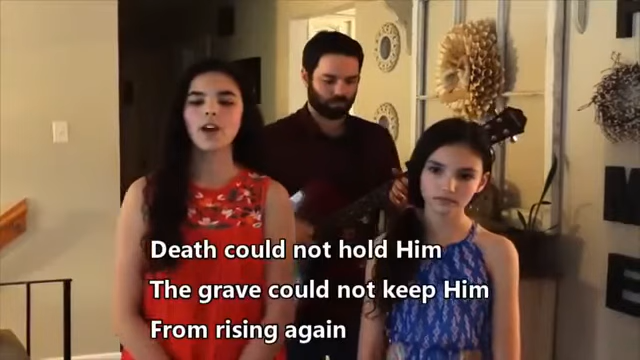 Death could not hold Him
The grave could not keep Him
From rising again